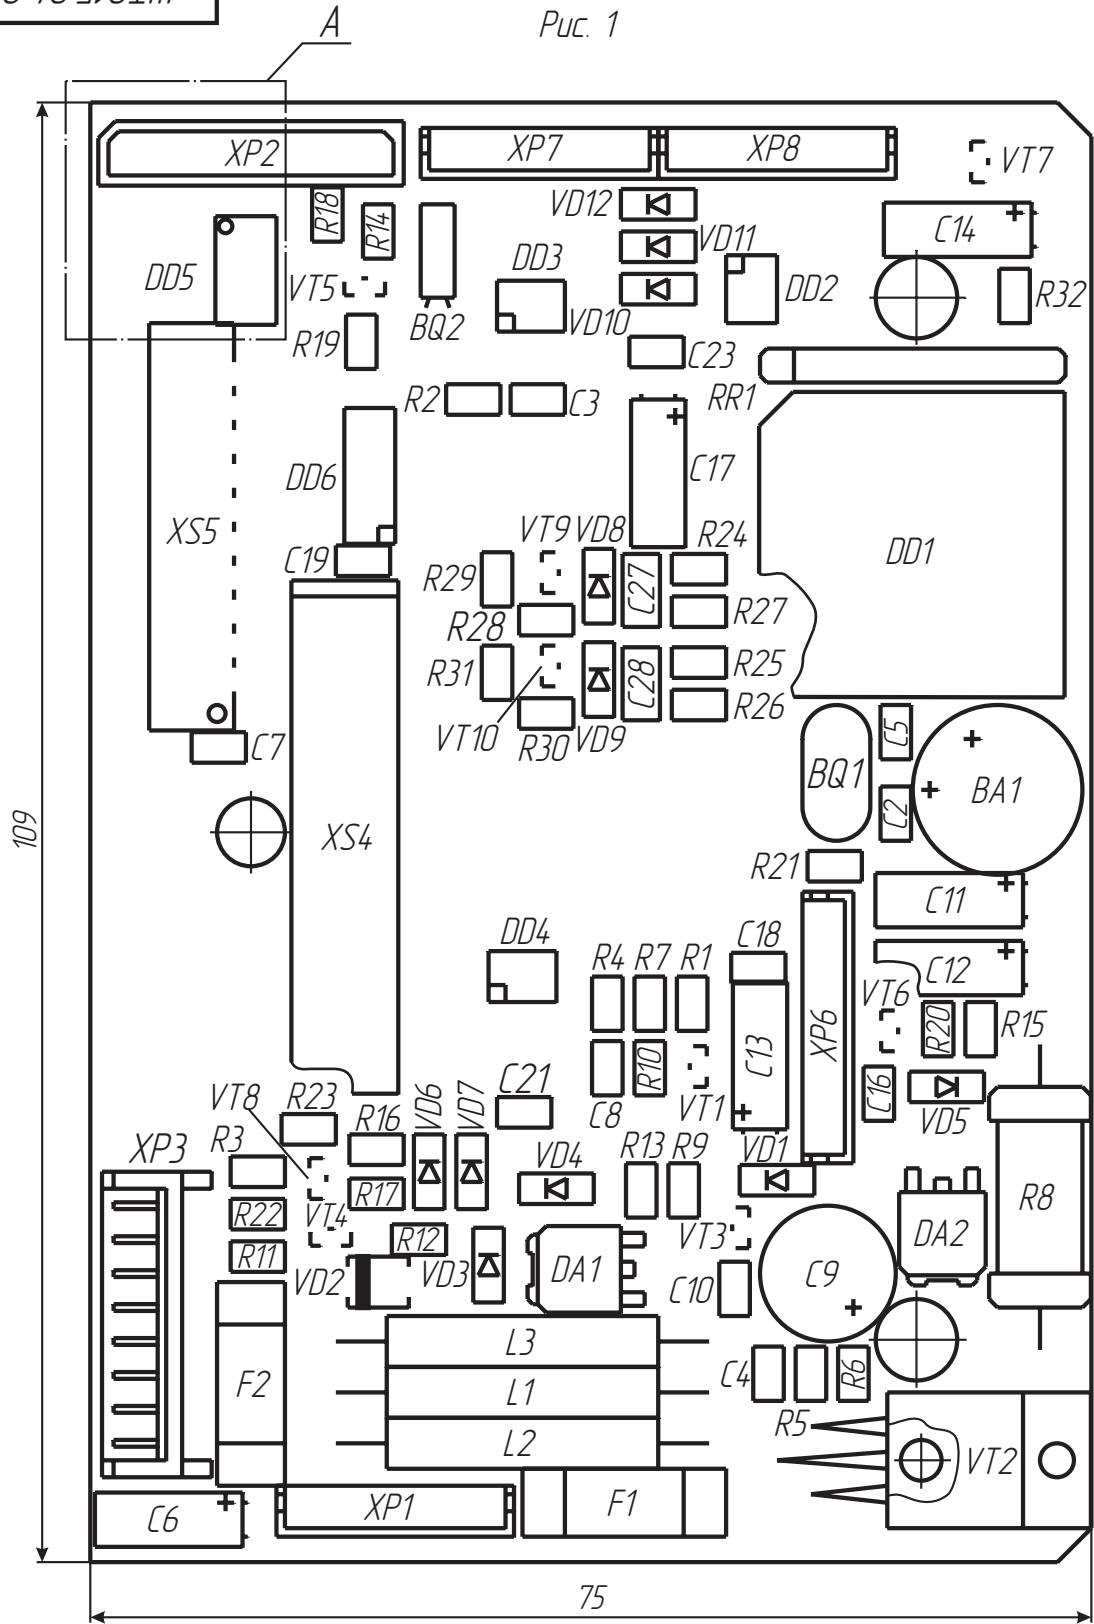 А
Рис. 1
XP2
XP7
XP8
VT7
R18
R14
VD12
VD11
C14
DD5
VT5
BQ2
DD3
VD10
DD2
R32
R19
C23
R2
C3
RR1
DD6
C17
XS5
C19
VT9
VD8
R24
DD1
R29
C27
R28
R27
R31
C28
R25
VT10
R30
VD9
R26
C7
C5
BQ1
BA1
C2
109
XS4
R21
C11
DD4
R4
R7
R1
C18
C12
VT6
R20
R15
C13
XP6
R10
C8
VT1
C16
VD5
VT8
R23
R16
VD6
VD7
C21
R3
XP3
R13
R9
VD1
VD4
R17
R22
VT4
R12
R11
VD2
VD3
DA1
VT3
C10
C9
DA2
R8
L3
F2
L1
C4
R5
R6
L2
VT2
C6
XP1
F1
75